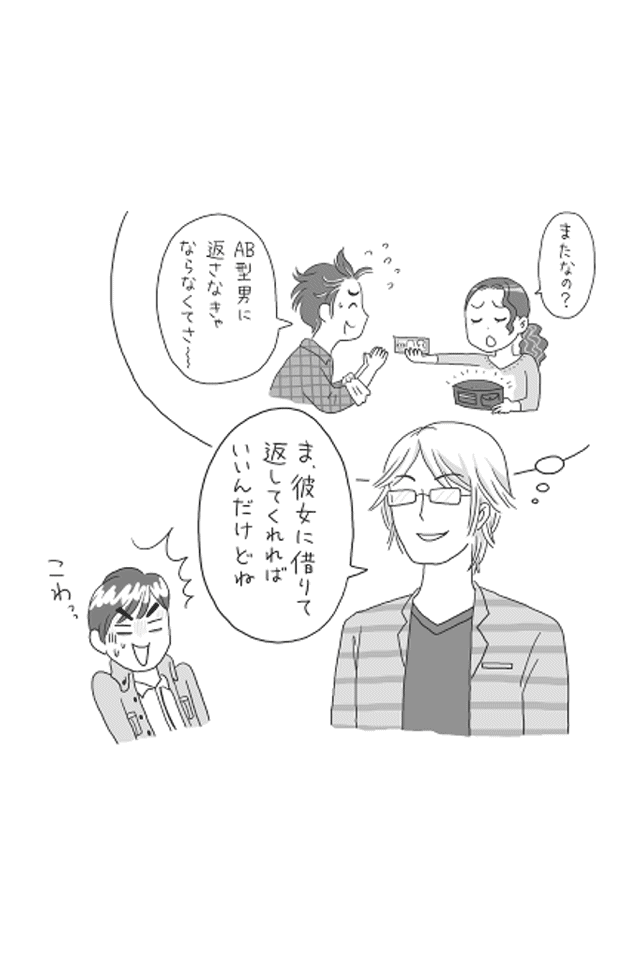 またなの?
AB型男に
返さなきゃ
ならなくてさ〜
ま、彼女に借りて
返してくれれば
いいんだけどね
こわっ